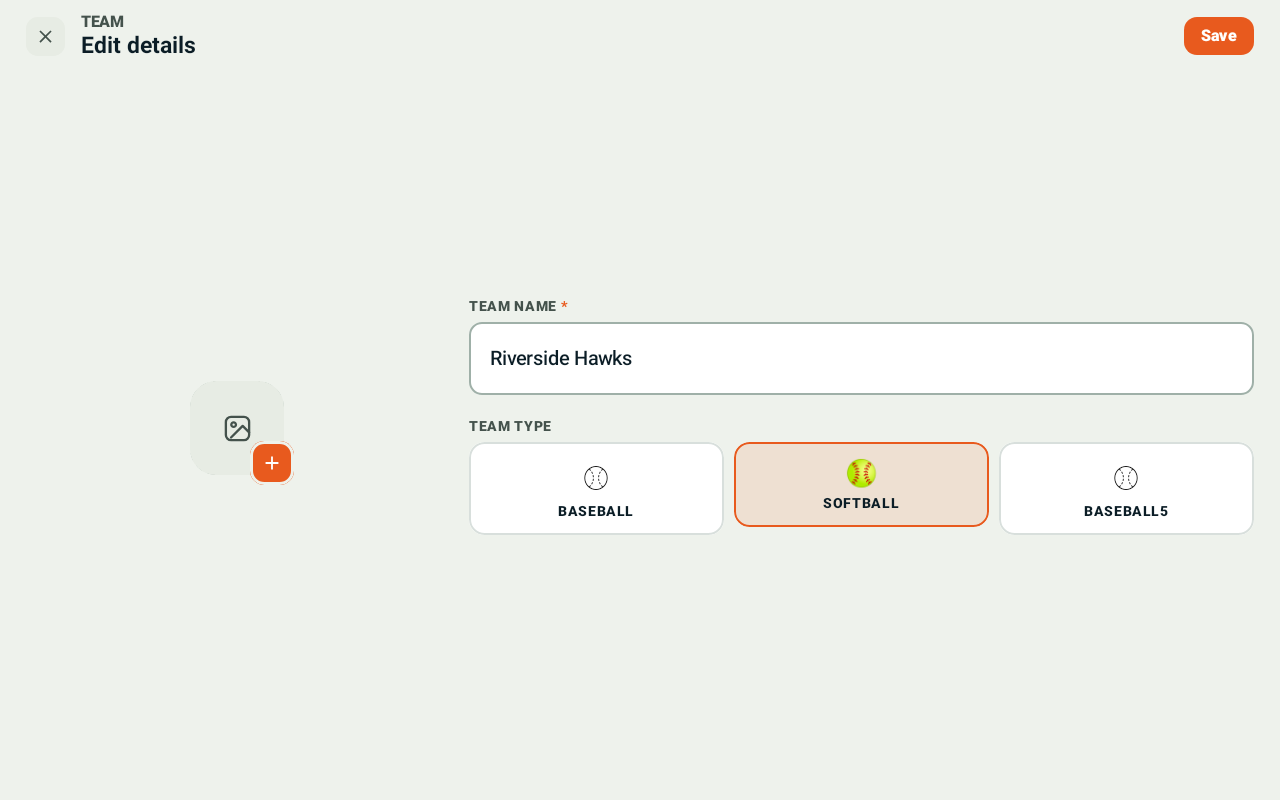 TEAM
Edit details
Save
TEAM NAME *
Riverside Hawks
TEAM TYPE
BASEBALL
SOFTBALL
BASEBALL5